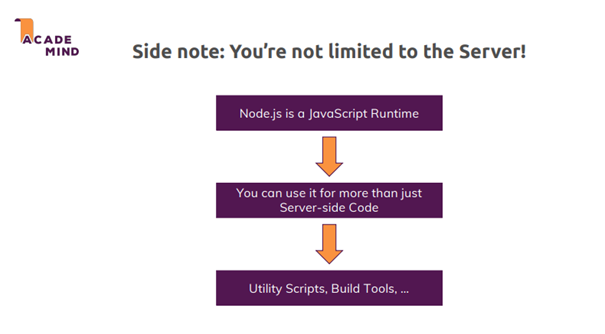 ACADE
MIND
Side note: You’re not limited to the Server!
Node.js is a JavaScript Runtime
You can use it for more than just
Server-side Code
Utility Scripts, Build Tools, ...